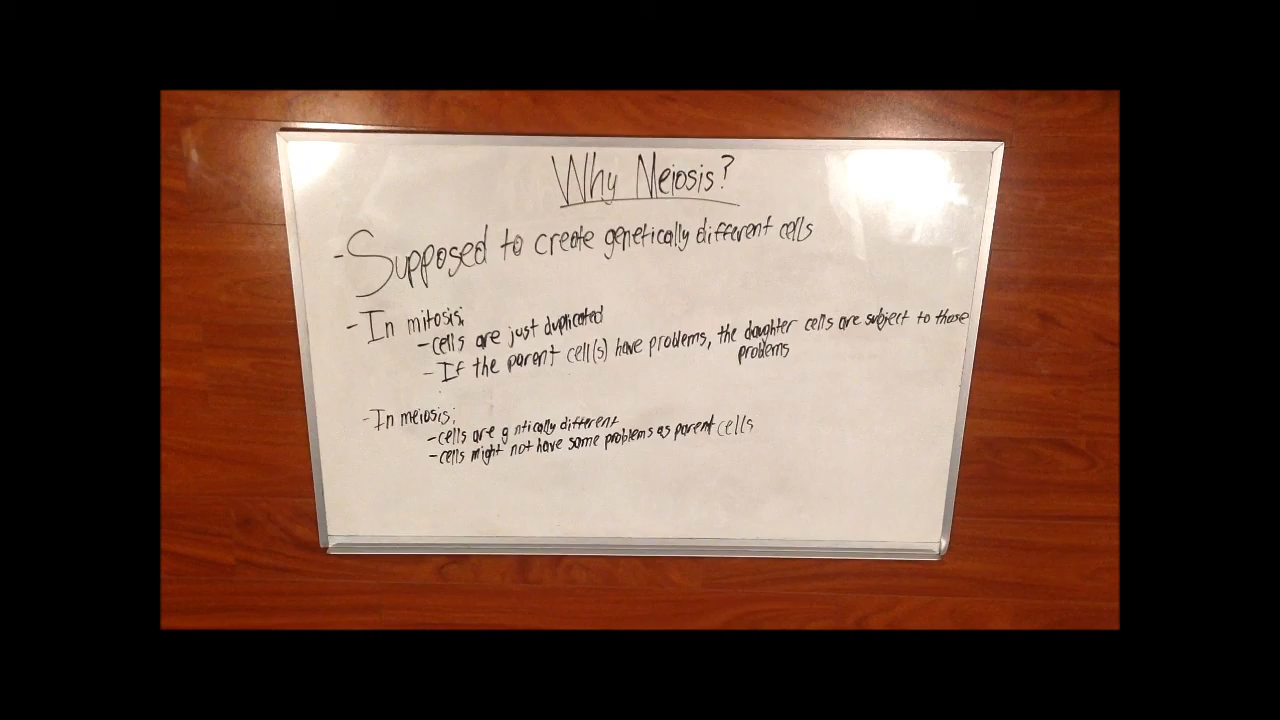 Why Meiosis?
-Supposed to create genetically different cells
-In mitosis:
-cells are just duplicated
-If the parent cell(s) have problems, the daughter cells are subject to those
problems
-In meiosis:
-cells are g ntically different
-cells might not have same problems as parent cells